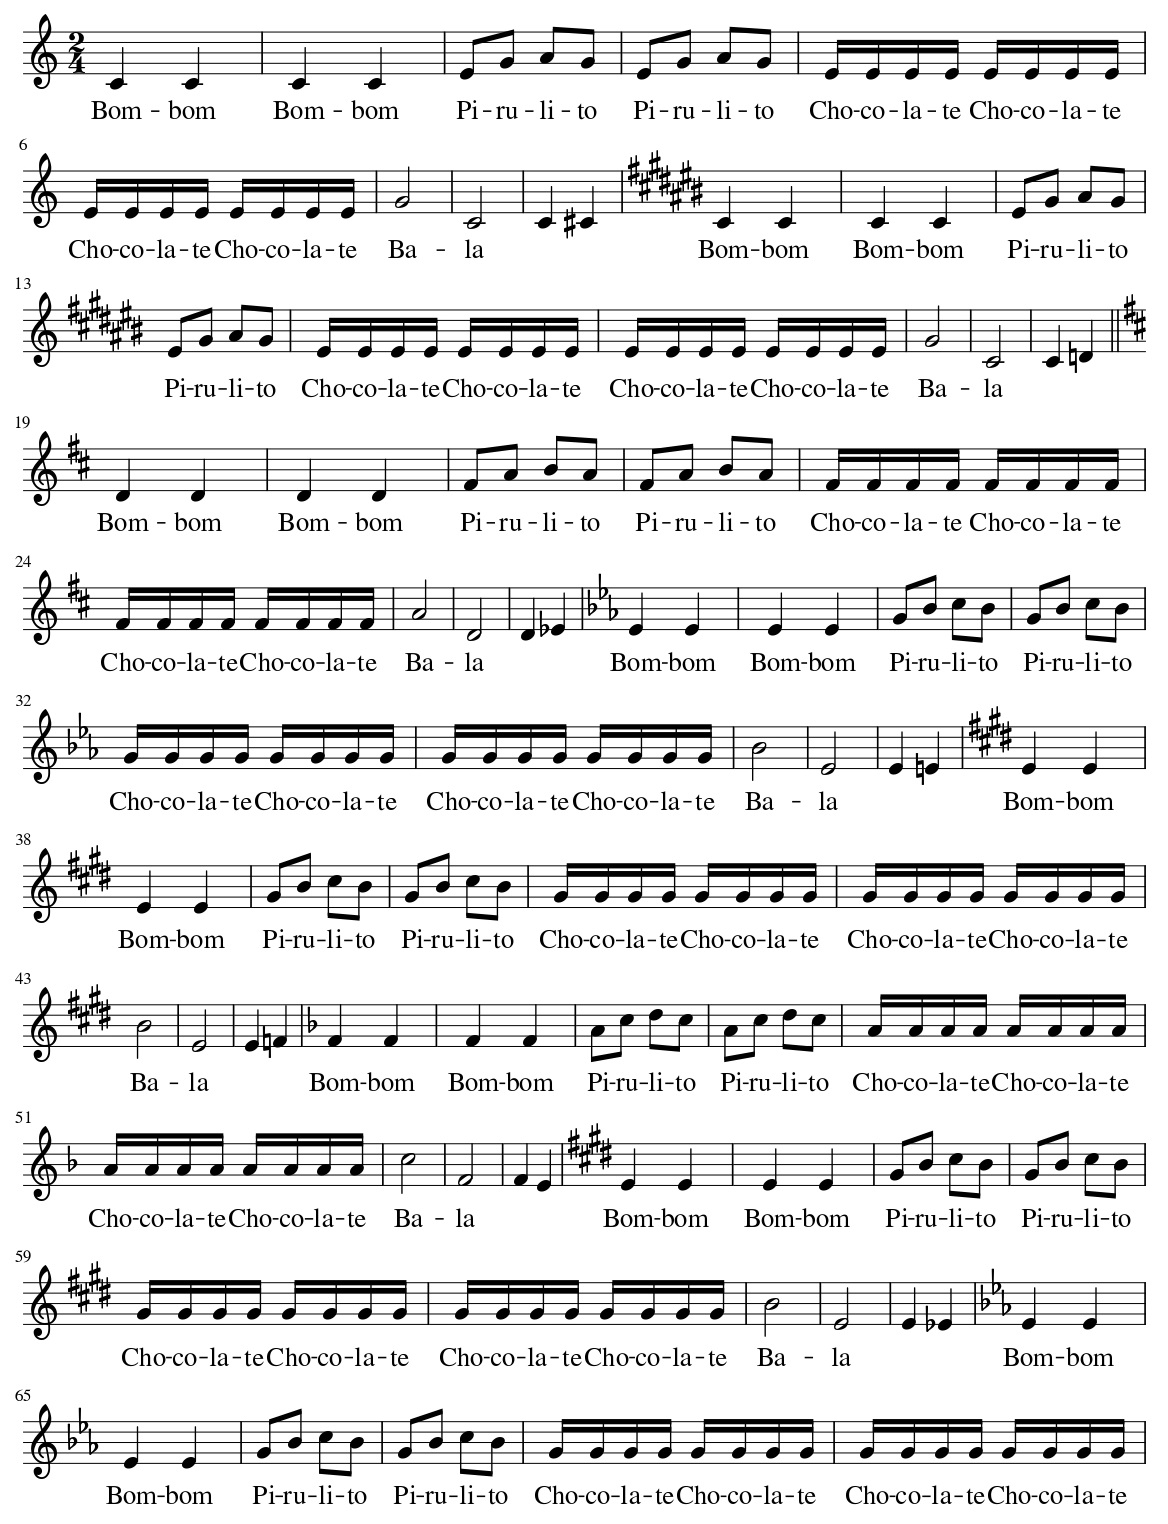 2
4
Bom - bom Bom - bom Pi - ru - li - to Pi - ru - li - to Cho - co - la - te Cho - co - la - te
6
Cho - co - la - te Cho - co - la - te Ba - la Bom - bom Bom - bom Pi - ru - li - to
13
Pi - ru - li - to Cho - co - la - te Cho - co - la - te Cho - co - la - te Cho - co - la - te Ba - la
19
Bom - bom Bom - bom Pi - ru - li - to Pi - ru - li - to Cho - co - la - te Cho - co - la - te
24
Cho - co - la - te Cho - co - la - te Ba - la Bom - bom Bom - bom Pi - ru - li - to Pi - ru - li - to
32
Cho - co - la - te Cho - co - la - te Cho - co - la - te Cho - co - la - te Ba - la Bom - bom
38
Bom - bom Pi - ru - li - to Pi - ru - li - to Cho - co - la - te Cho - co - la - te Cho - co - la - te Cho - co - la - te
43
Ba - la Bom - bom Bom - bom Pi - ru - li - to Pi - ru - li - to Cho - co - la - te Cho - co - la - te
51
Cho - co - la - te Cho - co - la - te Ba - la Bom - bom Bom - bom Pi - ru - li - to Pi - ru - li - to
59
Cho - co - la - te Cho - co - la - te Cho - co - la - te Cho - co - la - te Ba - la Bom - bom
65
Bom - bom Pi - ru - li - to Pi - ru - li - to Cho - co - la - te Cho - co - la - te Cho - co - la - te Cho - co - la - te